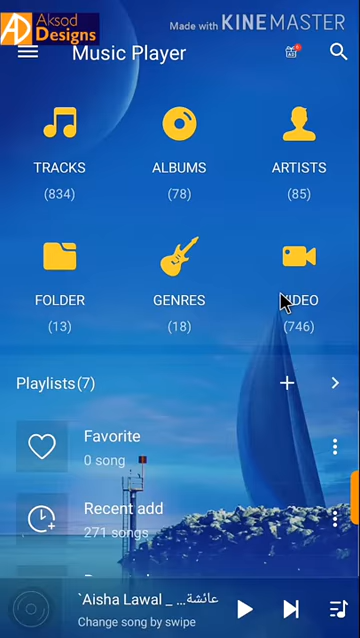 Aksod
Designs
Made with KINEMASTER
Music Player
TRACKS
ALBUMS
ARTISTS
(834)
(78)
(85)
FOLDER
GENRES
(13)
(18)
(746)
Playlists(7)
Favorite
0 song
Recent add
271 songs
`Aisha Lawal _ ...عائشة
Change song by swipe